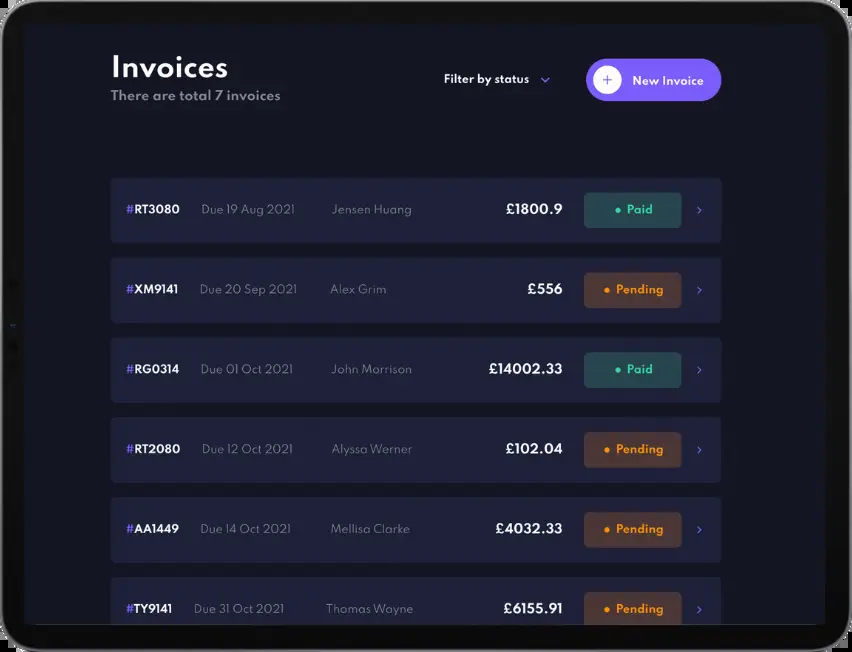 Invoices
There are total 7 invoices
Filter by status
+ New Invoice
#RT3080 Due 19 Aug 2021 Jensen Huang £1800.9 Paid
#XM9141 Due 20 Sep 2021 Alex Grim £556 Pending
#RG0314 Due 01 Oct 2021 John Morrison £14002.33 Paid
#RT2080 Due 12 Oct 2021 Alyssa Werner £102.04 Pending
#AA1449 Due 14 Oct 2021 Mellisa Clarke £4032.33 Pending
#TY9141 Due 31 Oct 2021 Thomas Wayne £6155.91 Pending